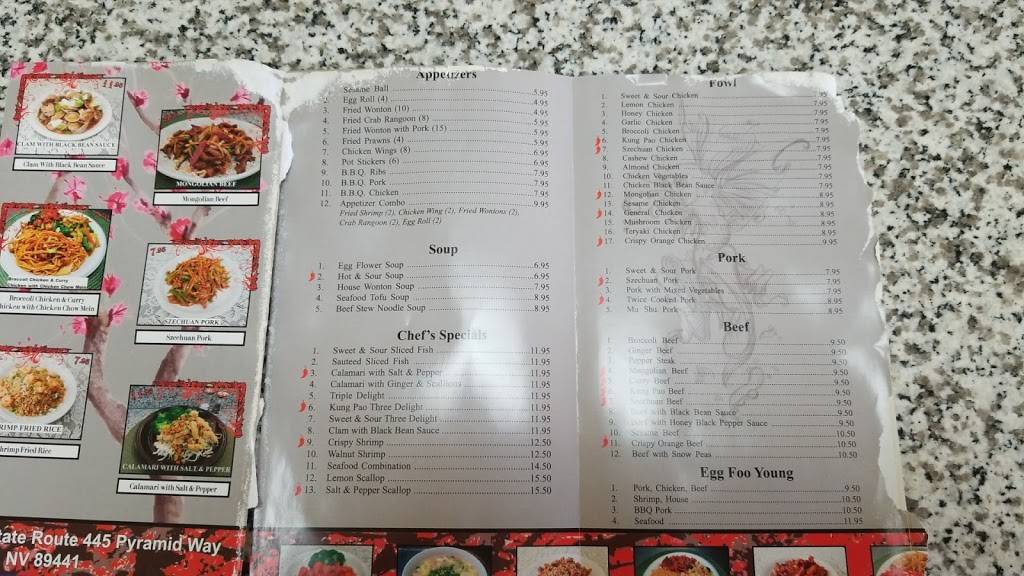 11.95
CLAM WITH BLACK BEAN SAUCE
Clam With Black Bean Sauce
MONGOLIAN BEEF
Mongolian Beef
Broccoli Chicken & Curry
Chicken with Chicken Chow Mein
Broccoli Chicken & Curry
Chicken with Chicken Chow Mein
7.95
SZECHUAN PORK
Szechuan Pork
SHRIMP FRIED RICE
Shrimp Fried Rice
CALAMARI WITH SALT & PEPPER
Calamari with Salt & Pepper
State Route 445 Pyramid Way
NV 89441
Appetizers
Sesame Ball 5.95
2. Egg Roll (4) 4.95
3. Fried Wonton (10) 4.95
4. Fried Crab Rangoon (8) 5.95
5. Fried Wonton with Pork (15) 5.95
6. Fried Prawns (4) 5.95
7. Chicken Wings (8) 6.95
8. Pot Stickers (6) 6.95
9. B.B.Q. Ribs 7.95
10. B.B.Q. Pork 7.95
11. B.B.Q. Chicken 7.95
12. Appetizer Combo 9.95
Fried Shrimp (2), Chicken Wing (2), Fried Wontons (2),
Crab Rangoon (2), Egg Roll (2)
Soup
1. Egg Flower Soup 6.95
2. Hot & Sour Soup 6.95
3. House Wonton Soup 7.95
4. Seafood Tofu Soup 8.95
5. Beef Stew Noodle Soup 8.95
Chef's Specials
1. Sweet & Sour Sliced Fish 11.95
2. Sauteed Sliced Fish 11.95
3. Calamari with Salt & Pepper 11.95
4. Calamari with Ginger & Scallions 11.95
5. Triple Delight 11.95
6. Kung Pao Three Delight 11.95
7. Sweet & Sour Three Delight 11.95
8. Clam with Black Bean Sauce 11.95
9. Crispy Shrimp 12.50
10. Walnut Shrimp 12.50
11. Seafood Combination 14.50
12. Lemon Scallop 15.50
13. Salt & Pepper Scallop 15.50
Fowl
1. Sweet & Sour Chicken 7.95
2. Lemon Chicken 7.95
3. Honey Chicken 7.95
4. Garlic Chicken 7.95
5. Broccoli Chicken 7.95
6. Kung Pao Chicken 7.95
7. Szechuan Chicken 7.95
8. Cashew Chicken 7.95
9. Almond Chicken 7.95
10. Chicken Vegetables 7.95
11. Chicken Black Bean Sauce 7.95
12. Mongolian Chicken 8.95
13. Sesame Chicken 8.95
14. General Chicken 8.95
15. Mushroom Chicken 8.95
16. Teryaki Chicken 8.95
17. Crispy Orange Chicken 9.95
Pork
1. Sweet & Sour Pork 7.95
2. Szechuan Pork 7.95
3. Pork with Mixed Vegetables 7.95
4. Twice Cooked Pork 8.95
5. Mu Shu Pork 8.95
Beef
1. Broccoli Beef 9.50
2. Ginger Beef 9.50
3. Pepper Steak 9.50
4. Mongolian Beef 9.50
5. Curry Beef 9.50
6. Kung Pao Beef 9.50
7. Szechuan Beef 9.50
8. Beef with Black Bean Sauce 9.50
9. Beef with Honey Black Pepper Sauce 9.50
10. Sesame Beef 10.50
11. Crispy Orange Beef 10.50
12. Beef with Snow Peas 10.50
Egg Foo Young
1. Pork, Chicken, Beef 9.50
2. Shrimp, House 10.50
3. BBQ Pork 10.50
4. Seafood 11.95